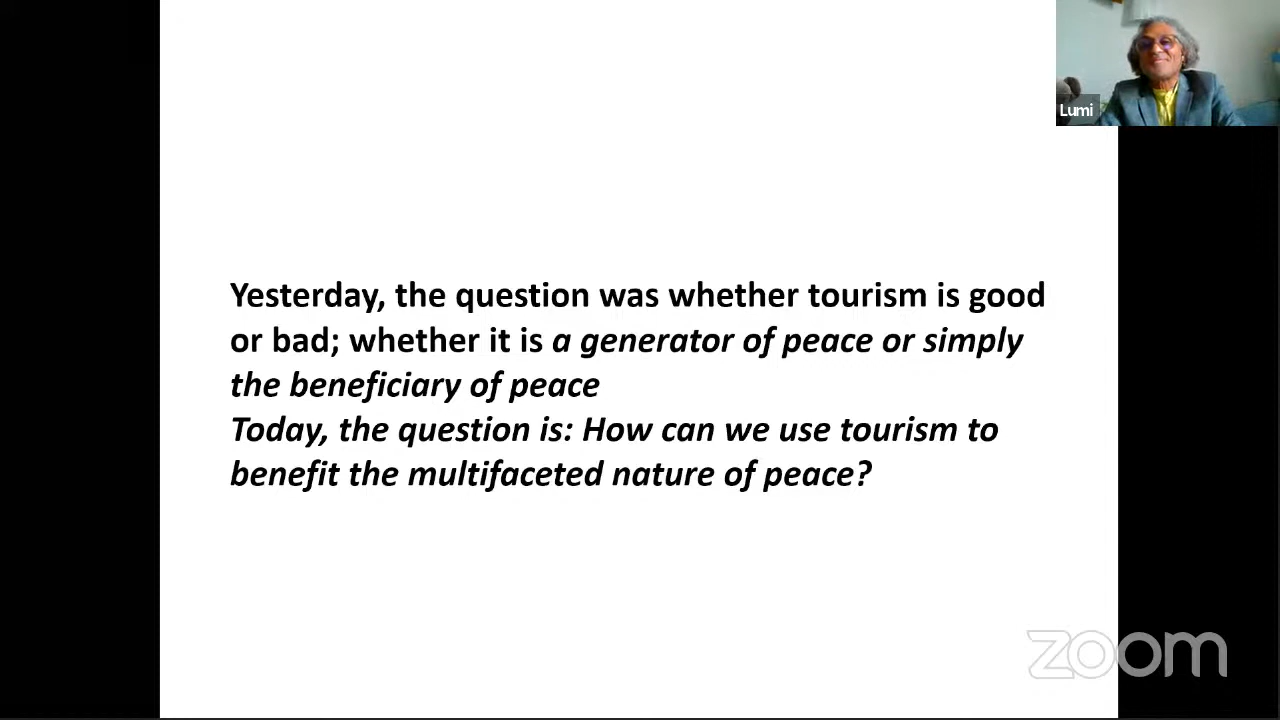 Lumi
Yesterday, the question was whether tourism is good
or bad; whether it is a generator of peace or simply
the beneficiary of peace
Today, the question is: How can we use tourism to
benefit the multifaceted nature of peace?
zoom